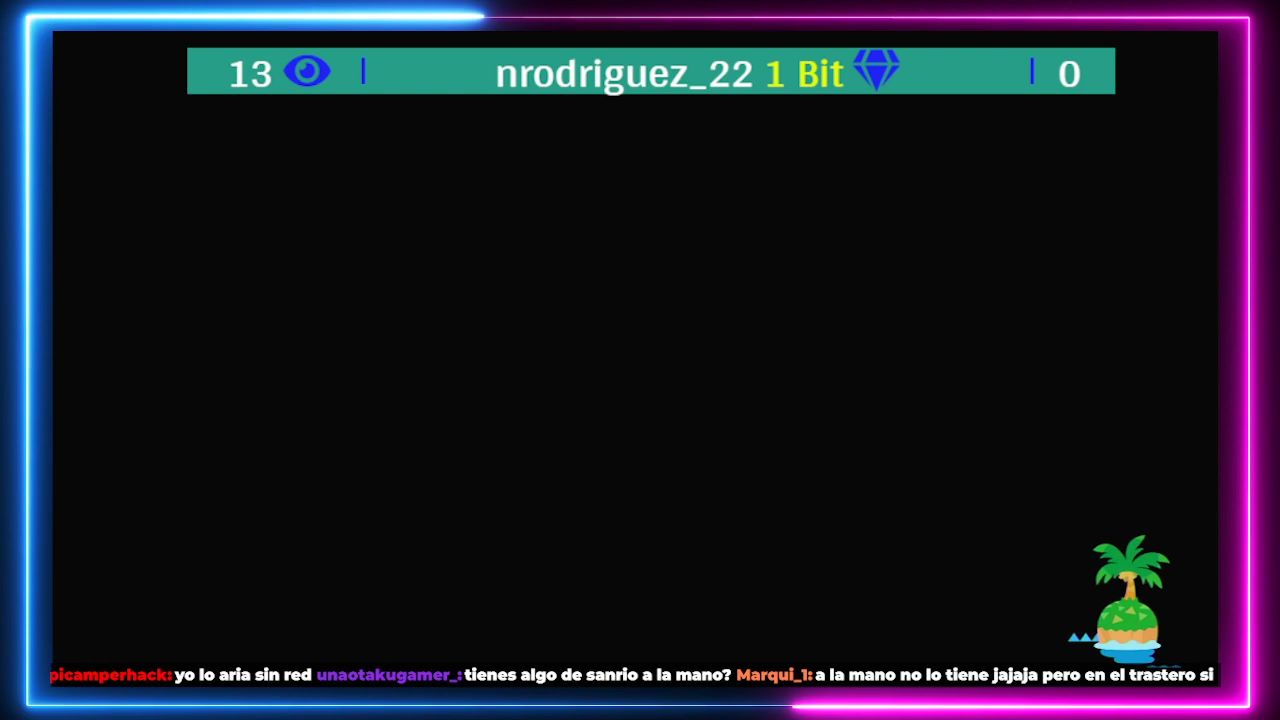 13 nrodriguez_22 1 Bit 0
picamperhack: yo lo aria sin red unaotakugamer_: tienes algo de sanrio a la mano? Marqui_1: a la mano no lo tiene jajaja pero en el trastero si